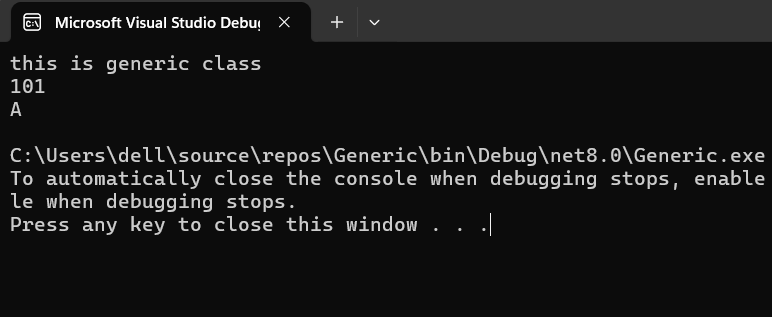 Microsoft Visual Studio Debu
this is generic class
101
A
C:\Users\dell\source\repos\Generic\bin\Debug\net8.0\Generic.exe
To automatically close the console when debugging stops, enable
le when debugging stops.
Press any key to close this window . . .